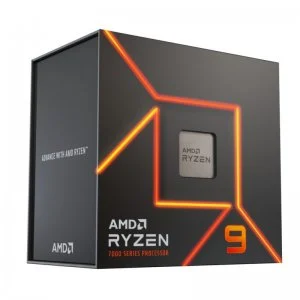 ADVANCE WITH AMD RYZEN
AMD
AMD
RYZEN
AMD
RYZEN
7000 SERIES PROCESSOR
9